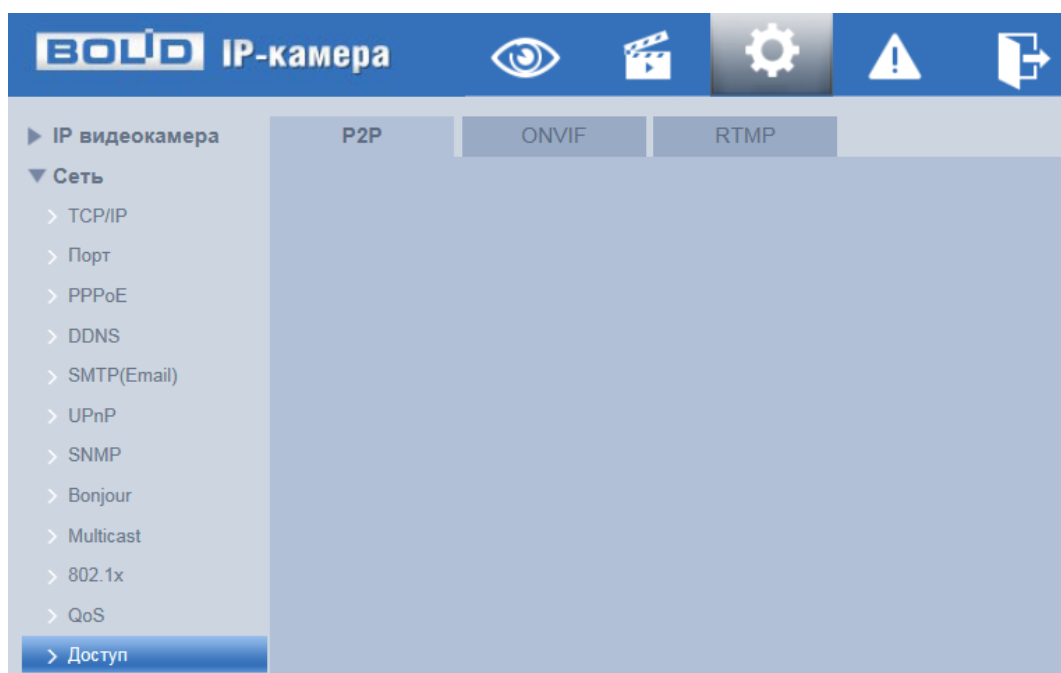 BOLID IP-камера
IP видеокамера
P2P ONVIF RTMP
Сеть
TCP/IP
Порт
PPPoE
DDNS
SMTP(Email)
UPnP
SNMP
Bonjour
Multicast
802.1x
QoS
Доступ